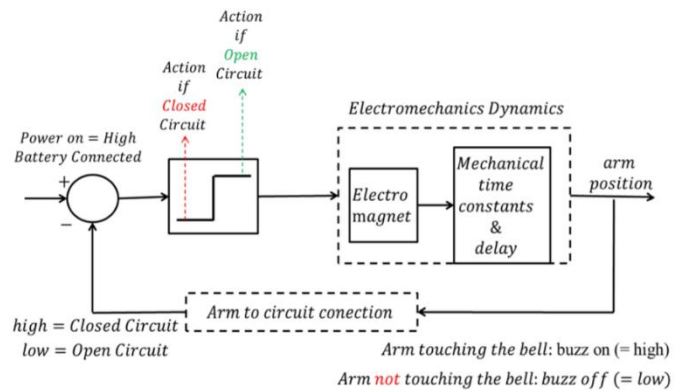 Action
if
Open
Circuit
Action
if
Closed
Circuit
Power on = High
Battery Connected
+
−
Electromechanics Dynamics
Electro
magnet
Mechanical
time
constants
&
delay
arm
position
Arm to circuit conection
high = Closed Circuit
low = Open Circuit
Arm touching the bell: buzz on (= high)
Arm not touching the bell: buzz off (= low)